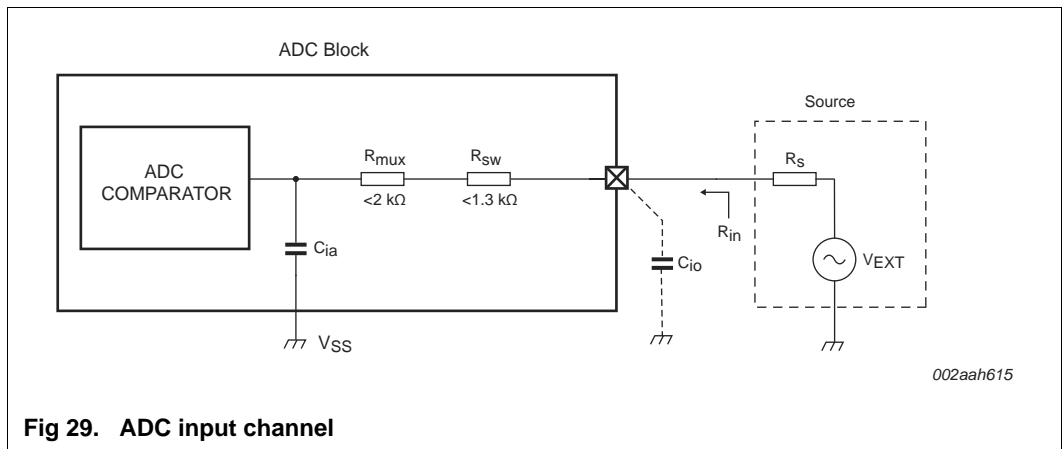 ADC Block
Source
ADC
COMPARATOR
Rmux
<2 kΩ
Rsw
<1.3 kΩ
Rs
Rin
Cia
Cio
VEXT
VSS
002aah615
Fig 29. ADC input channel